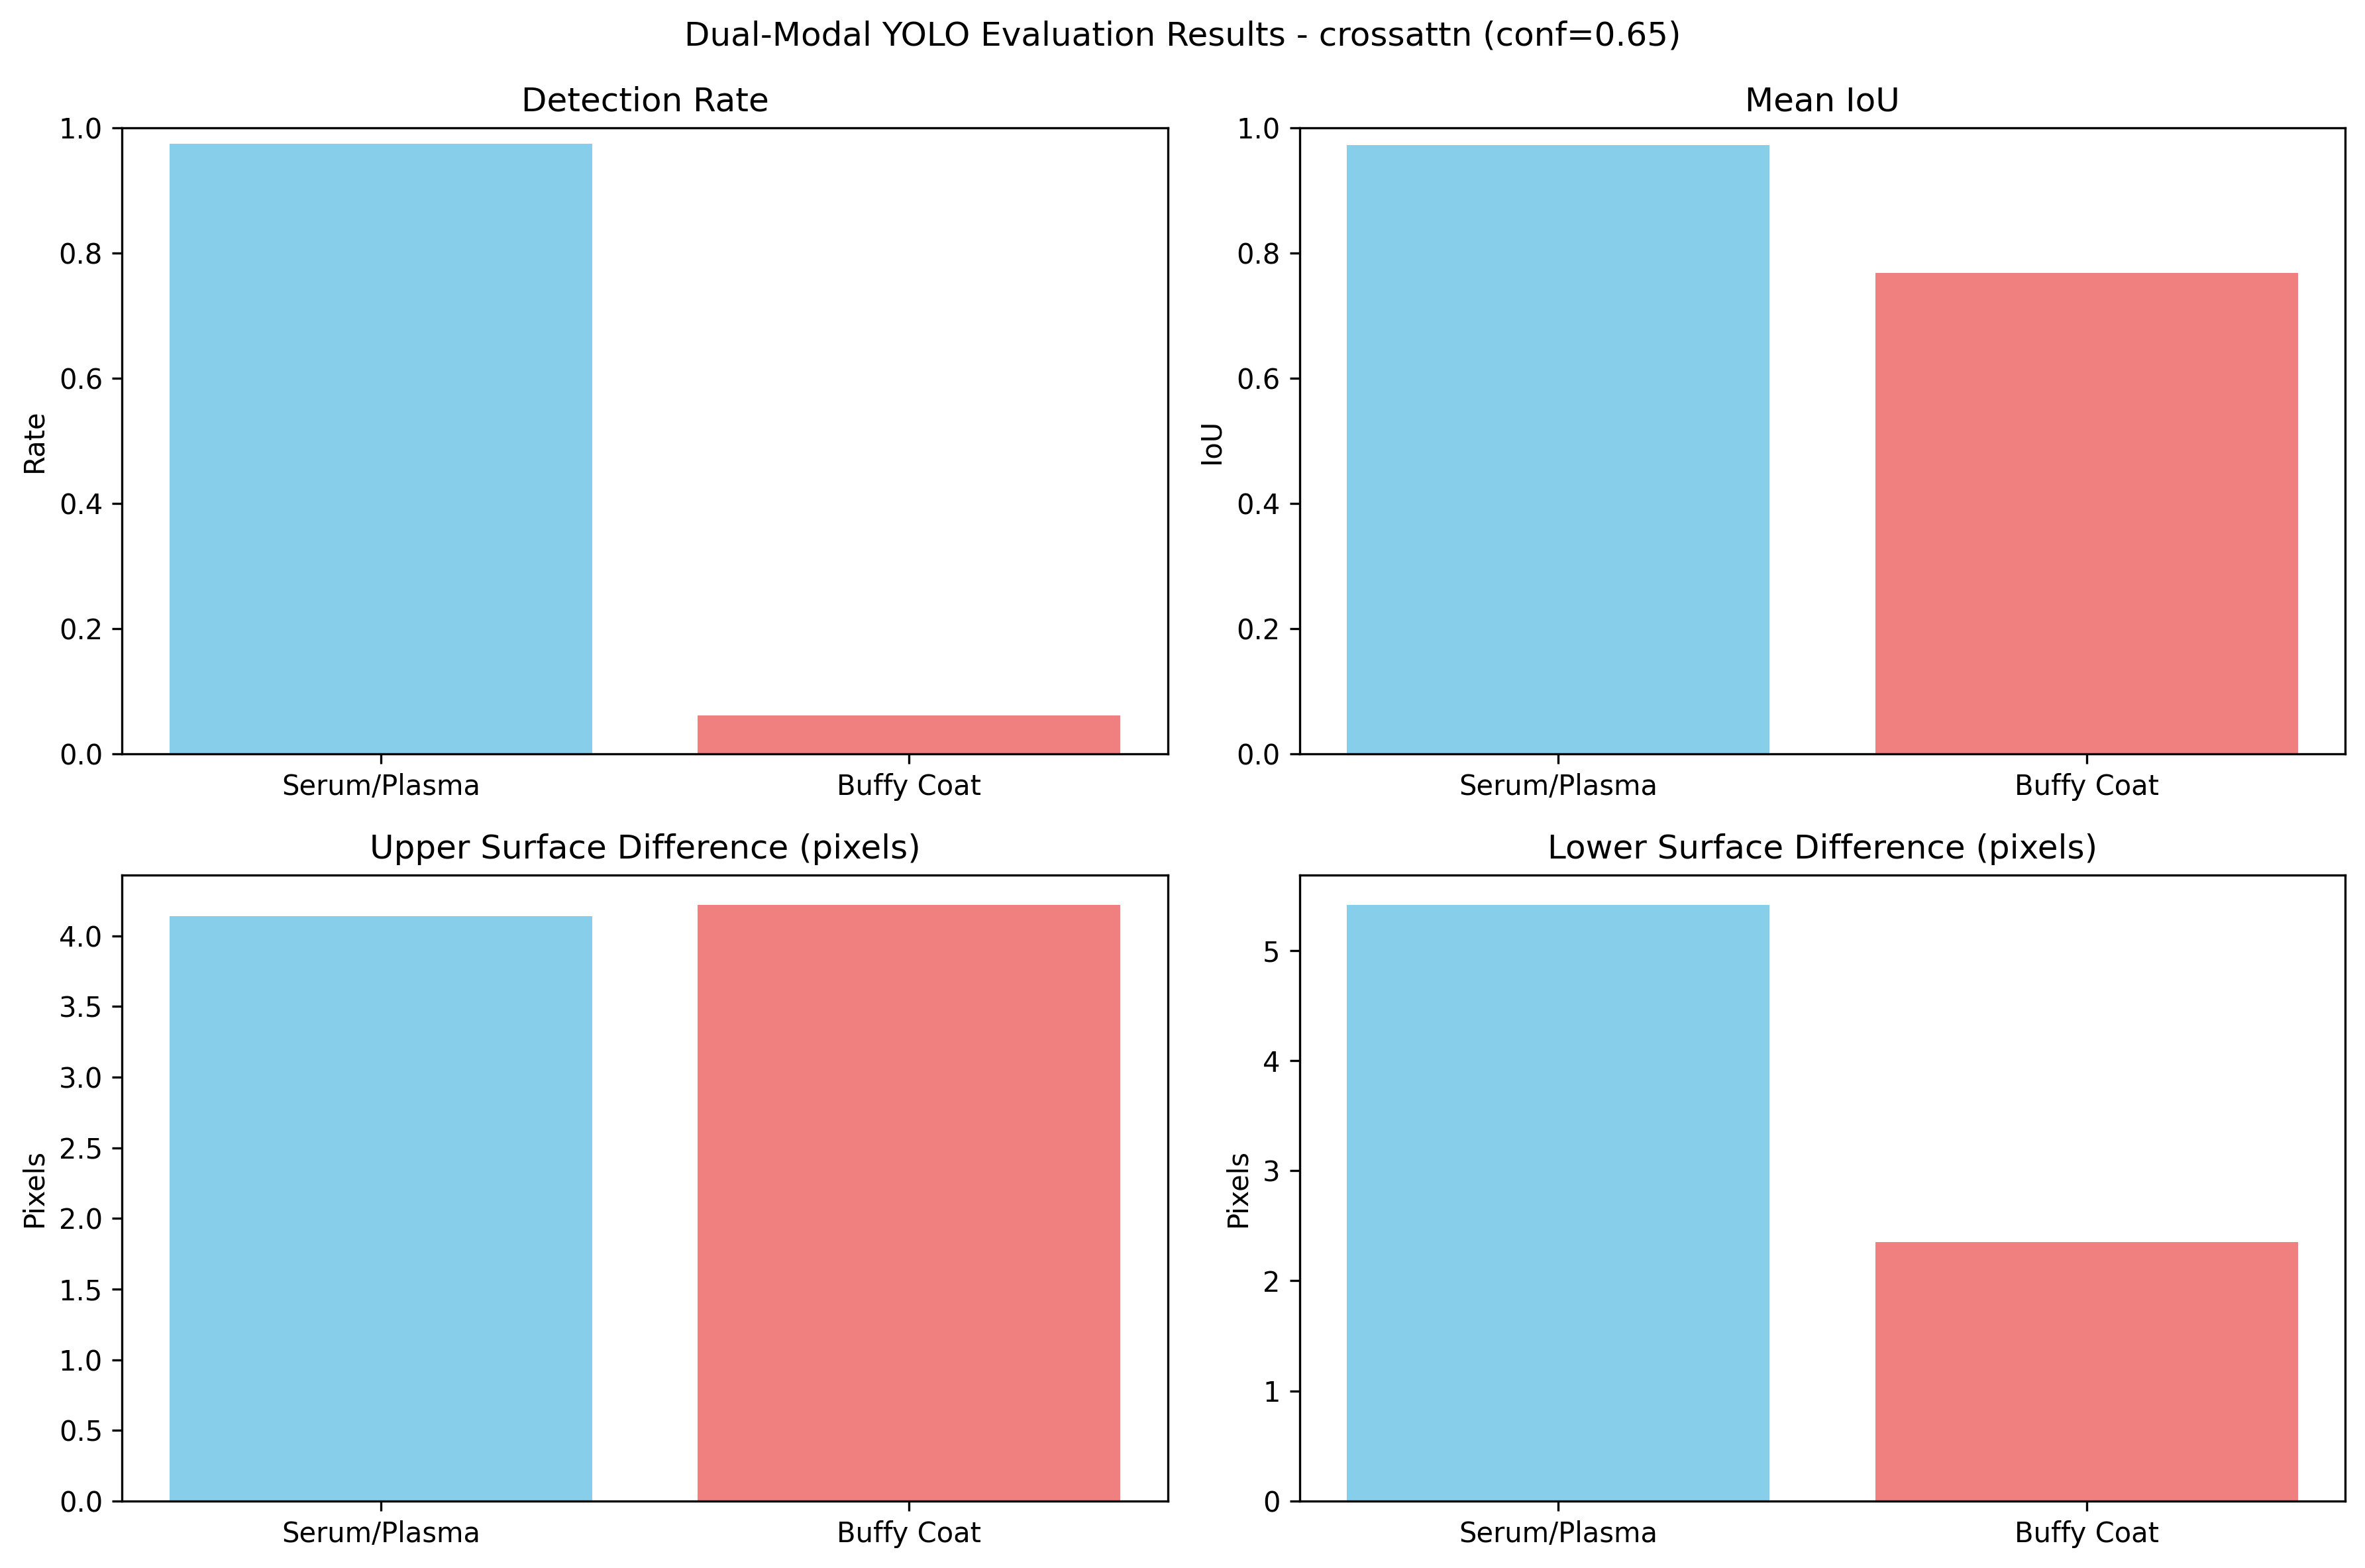 Dual-Modal YOLO Evaluation Results - crossattn (conf=0.65)
Detection Rate
1.0
0.8
0.6
0.4
0.2
0.0
Rate
Serum/Plasma
Buffy Coat
Mean IoU
1.0
0.8
0.6
0.4
0.2
0.0
IoU
Serum/Plasma
Buffy Coat
Upper Surface Difference (pixels)
4.0
3.5
3.0
2.5
2.0
1.5
1.0
0.5
0.0
Pixels
Serum/Plasma
Buffy Coat
Lower Surface Difference (pixels)
5
4
3
2
1
0
Pixels
Serum/Plasma
Buffy Coat